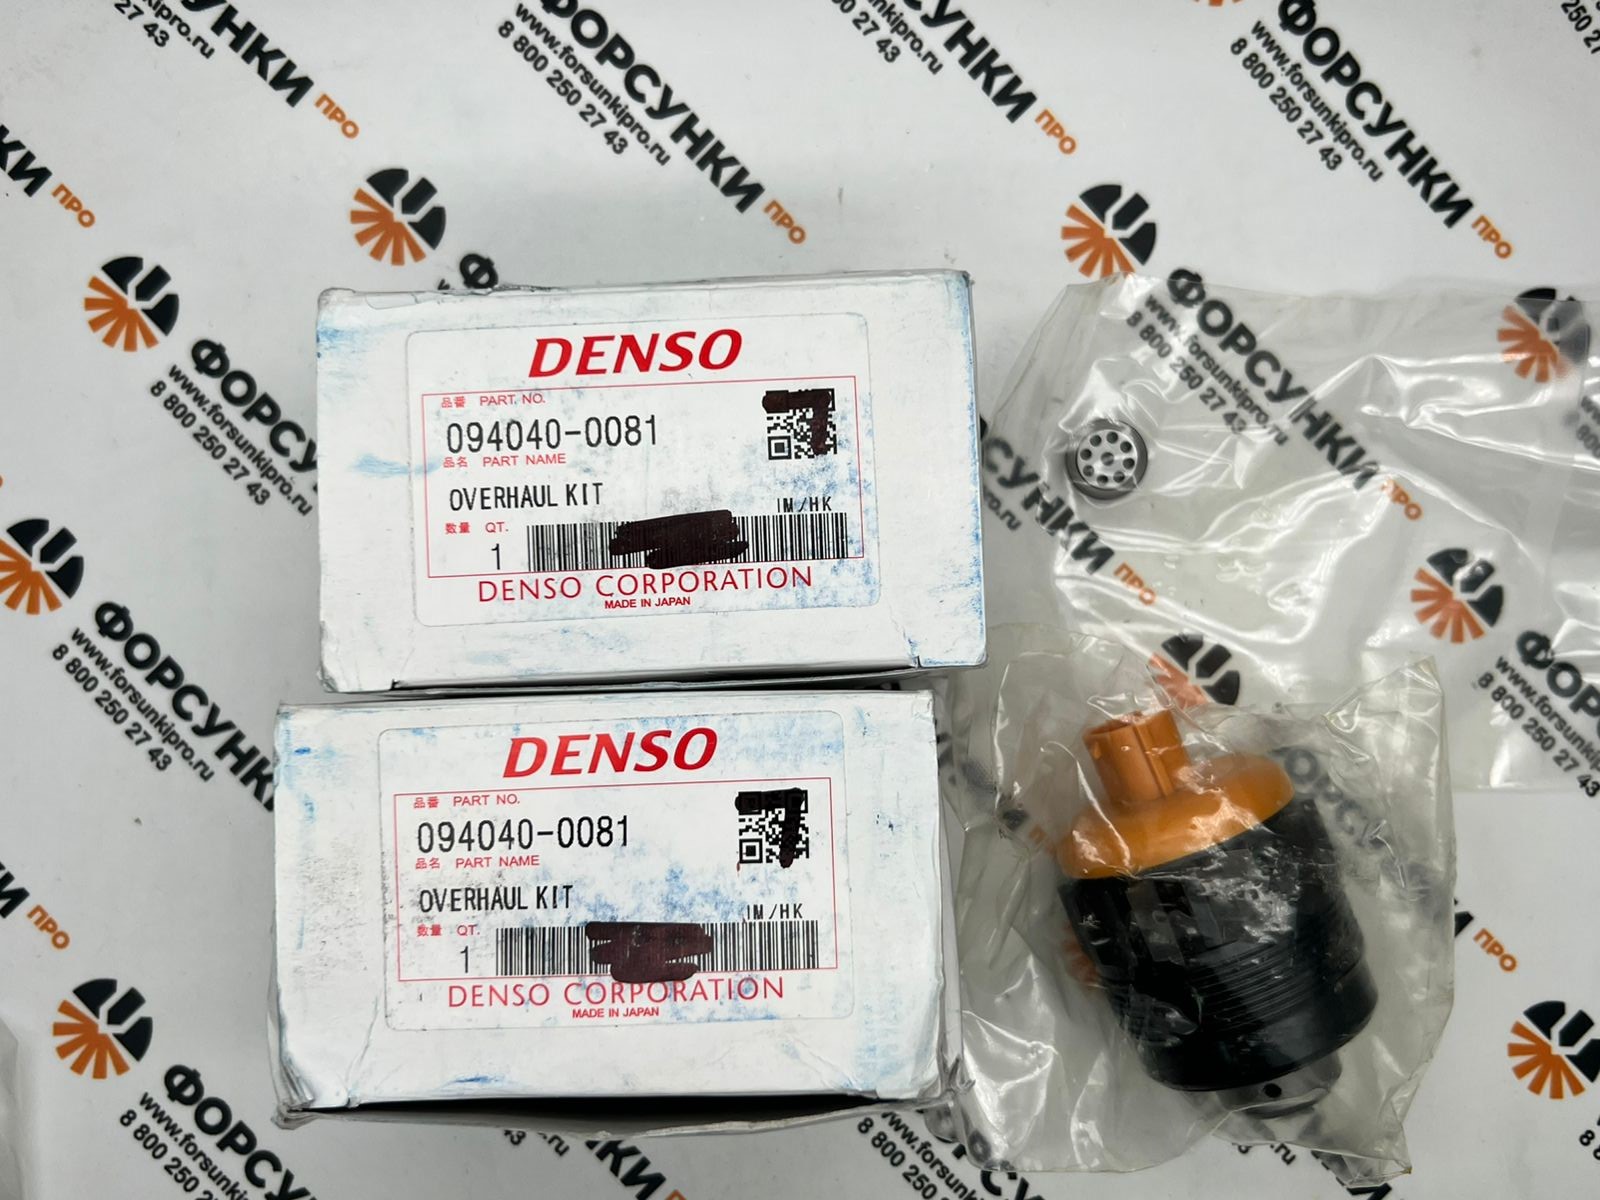 DENSO
品番 PART NO.
094040-0081
品名 PART NAME
OVERHAUL KIT
1M/HK
数量 QT.
1
DENSO CORPORATION
MADE IN JAPAN
DENSO
品番 PART NO.
094040-0081
品名 PART NAME
OVERHAUL KIT
1M/HK
数量 QT.
1
DENSO CORPORATION
MADE IN JAPAN
ФОРСУНКИ ПРО
www.forsunkipro.ru
8 800 250 27 43